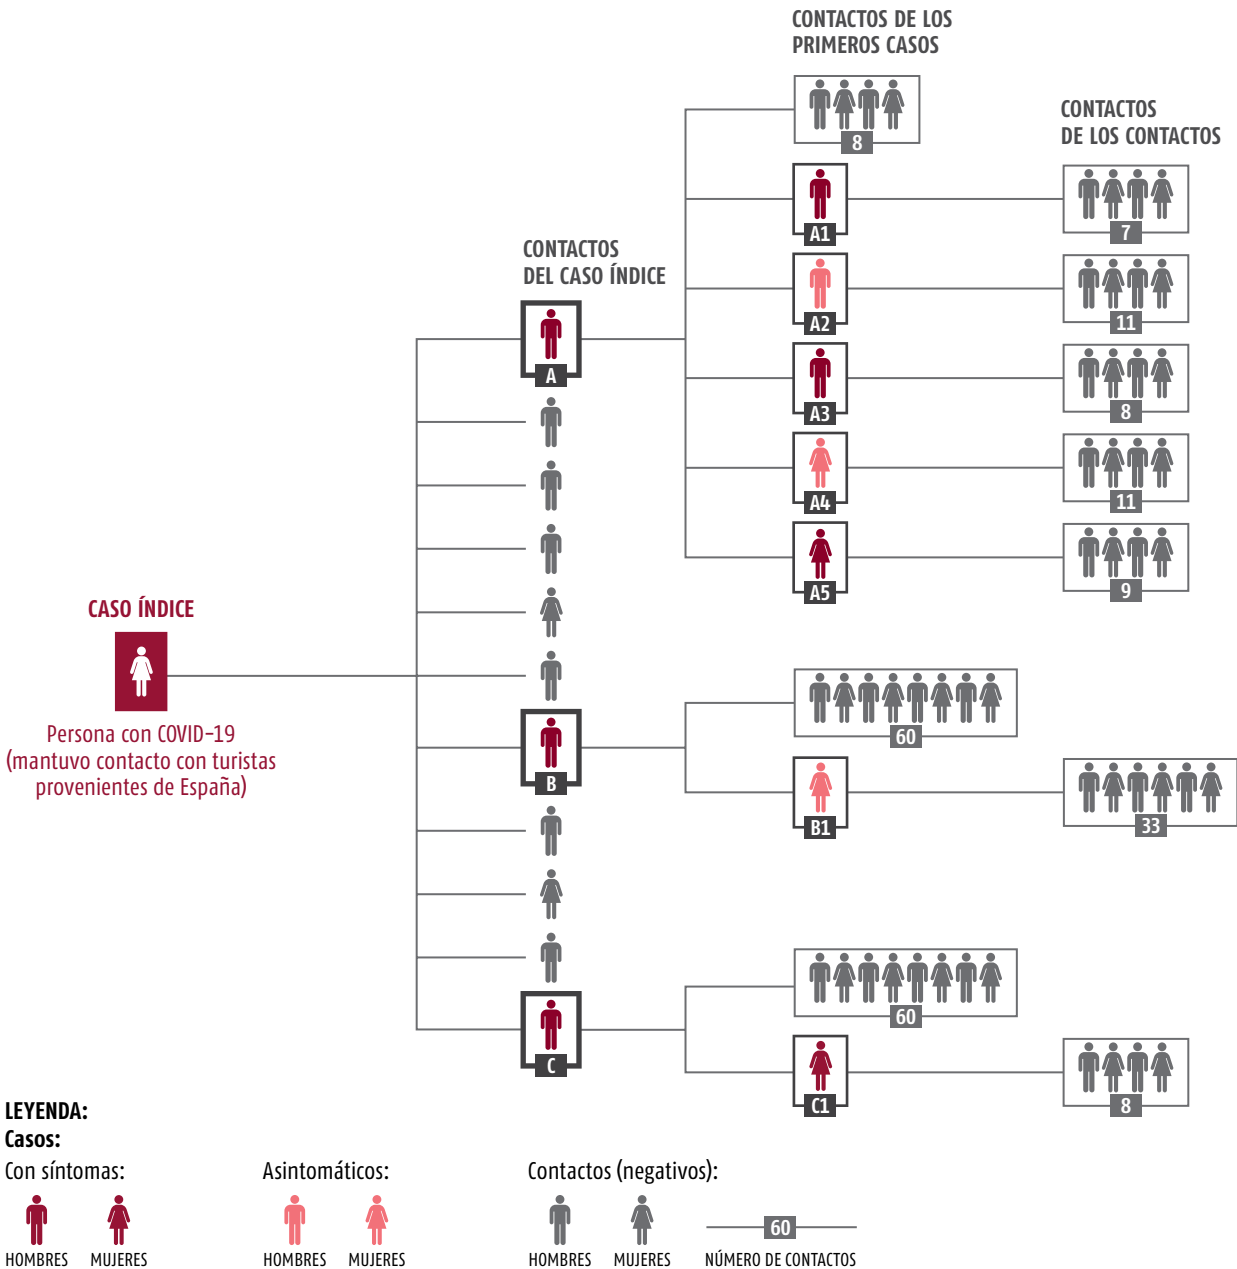 CONTACTOS DE LOS
PRIMEROS CASOS
8
CONTACTOS
DE LOS CONTACTOS
A1
7
CONTACTOS
DEL CASO ÍNDICE
A2
11
A
A3
8
A4
11
A5
9
CASO ÍNDICE
Persona con COVID-19
(mantuvo contacto con turistas
provenientes de España)
60
B
B1
33
60
C
C1
8
LEYENDA:
Casos:
Con síntomas:
Asintomáticos:
Contactos (negativos):
60
HOMBRES
MUJERES
HOMBRES
MUJERES
HOMBRES
MUJERES
NÚMERO DE CONTACTOS